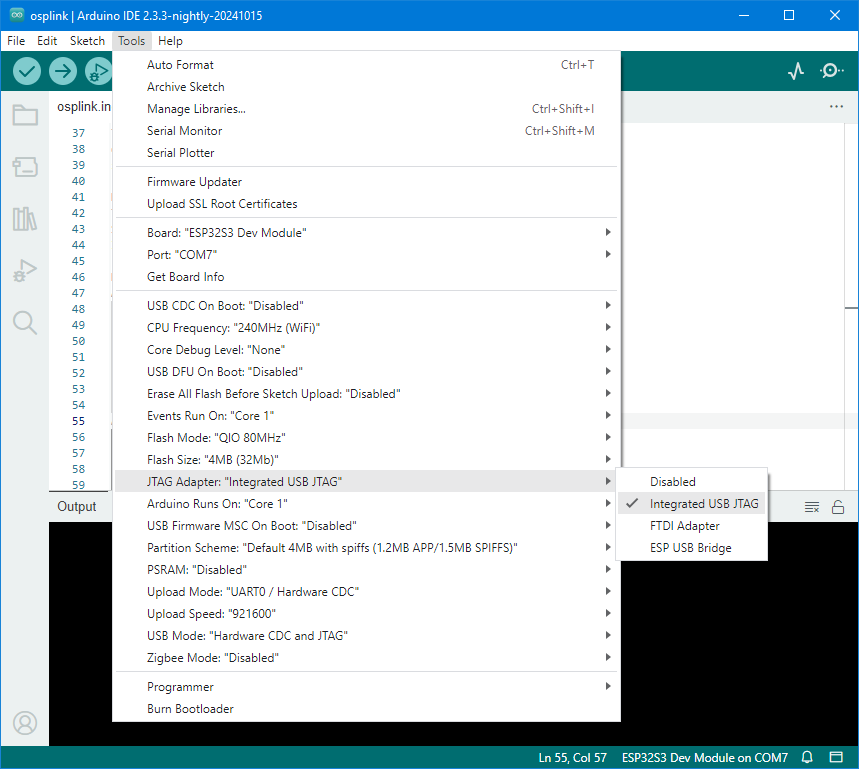 osplink | Arduino IDE 2.3.3-nightly-20241015
File Edit Sketch Tools Help
Auto Format Ctrl+T
Archive Sketch
Manage Libraries... Ctrl+Shift+I
Serial Monitor Ctrl+Shift+M
Serial Plotter
Firmware Updater
Upload SSL Root Certificates
Board: "ESP32S3 Dev Module"
Port: "COM7"
Get Board Info
USB CDC On Boot: "Disabled"
CPU Frequency: "240MHz (WiFi)"
Core Debug Level: "None"
USB DFU On Boot: "Disabled"
Erase All Flash Before Sketch Upload: "Disabled"
Events Run On: "Core 1"
Flash Mode: "QIO 80MHz"
Flash Size: "4MB (32Mb)"
JTAG Adapter: "Integrated USB JTAG"
Arduino Runs On: "Core 1"
USB Firmware MSC On Boot: "Disabled"
Partition Scheme: "Default 4MB with spiffs (1.2MB APP/1.5MB SPIFFS)"
PSRAM: "Disabled"
Upload Mode: "UART0 / Hardware CDC"
Upload Speed: "921600"
USB Mode: "Hardware CDC and JTAG"
Zigbee Mode: "Disabled"
Programmer
Burn Bootloader
Disabled
Integrated USB JTAG
FTDI Adapter
ESP USB Bridge
osplink.in
37
38
39
40
41
42
43
44
45
46
47
48
49
50
51
52
53
54
55
56
57
58
59
Output
Ln 55, Col 57 ESP32S3 Dev Module on COM7